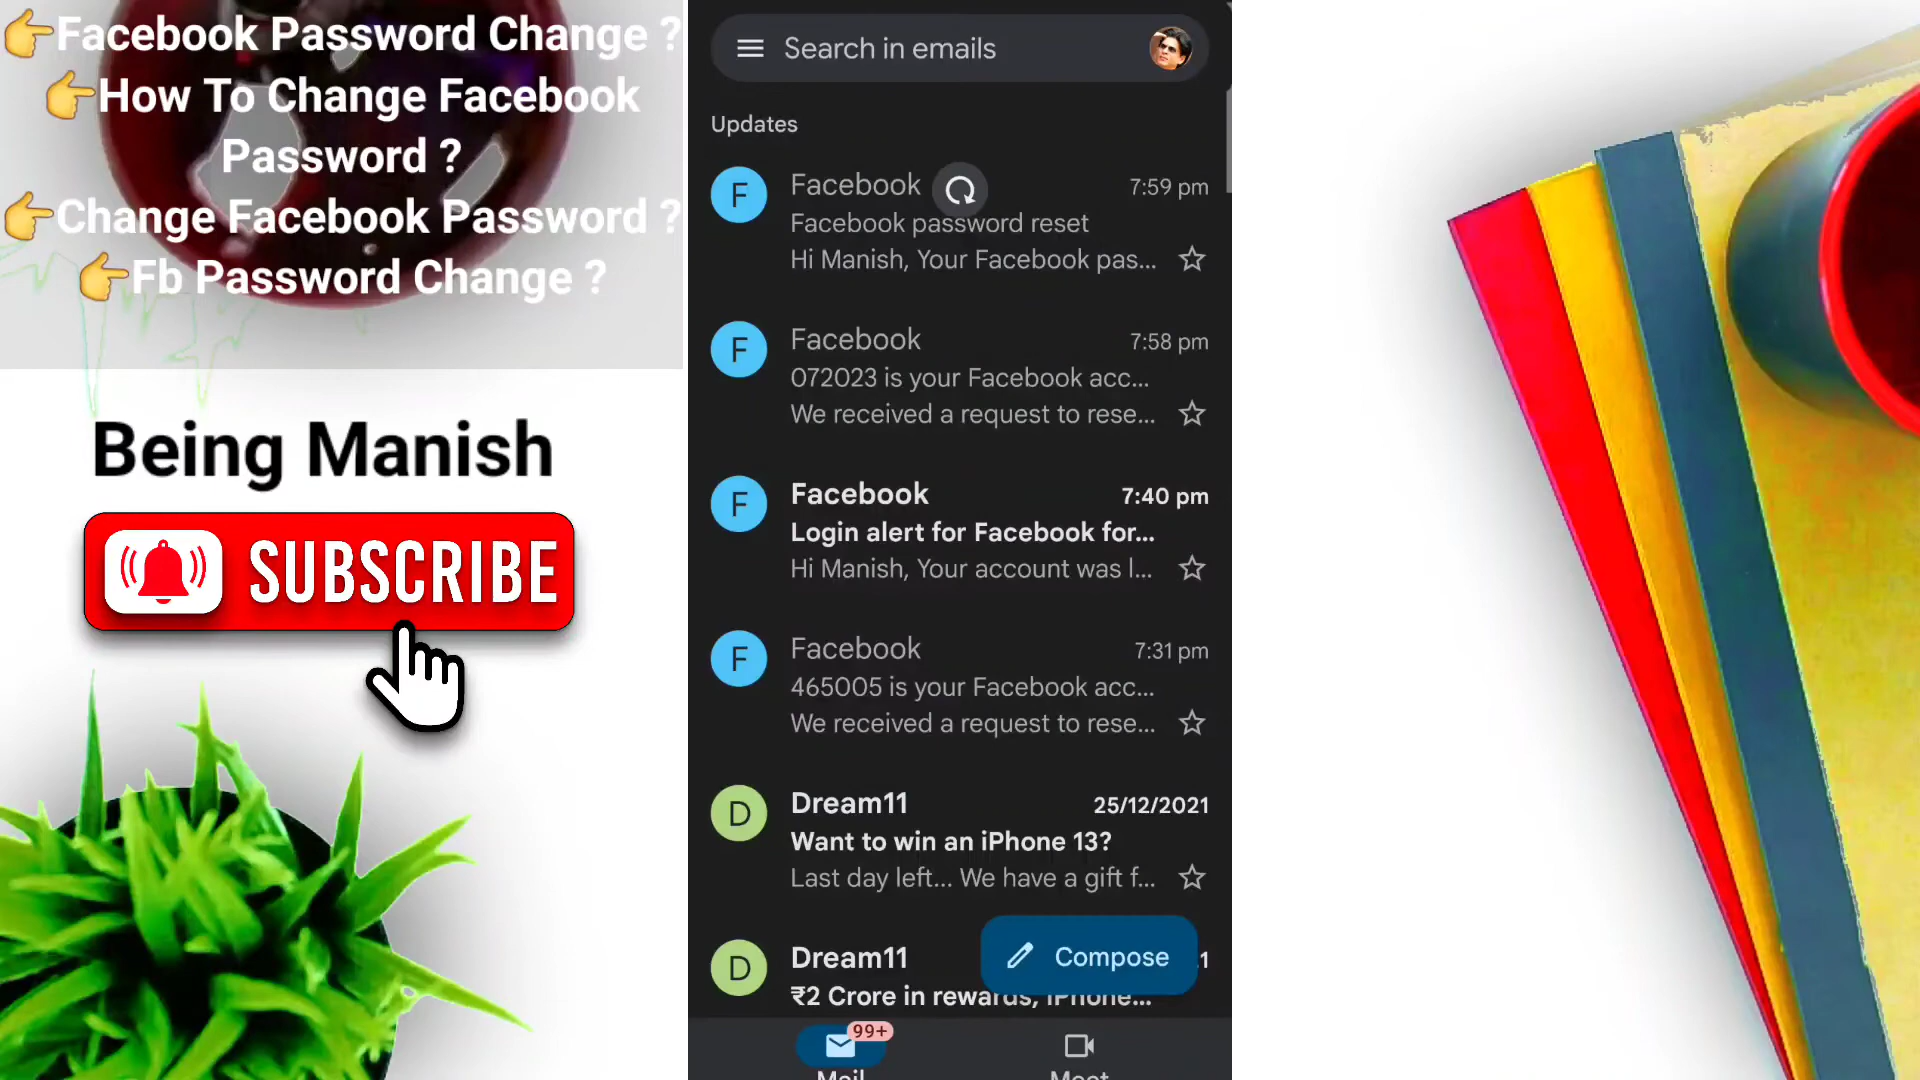 👉Facebook Password Change ?
👉How To Change Facebook
Password ?
👉Change Facebook Password ?
👉Fb Password Change ?
Being Manish
SUBSCRIBE
Search in emails
Updates
F
Facebook
7:59 pm
Facebook password reset
Hi Manish, Your Facebook pas...
F
Facebook
7:58 pm
072023 is your Facebook acc...
We received a request to rese...
F
Facebook
7:40 pm
Login alert for Facebook for...
Hi Manish, Your account was l...
F
Facebook
7:31 pm
465005 is your Facebook acc...
We received a request to rese...
D
Dream11
25/12/2021
Want to win an iPhone 13?
Last day left... We have a gift f...
D
Dream11
1
₹2 Crore in rewards, iPhone...
Compose
99+
Mail
Meet